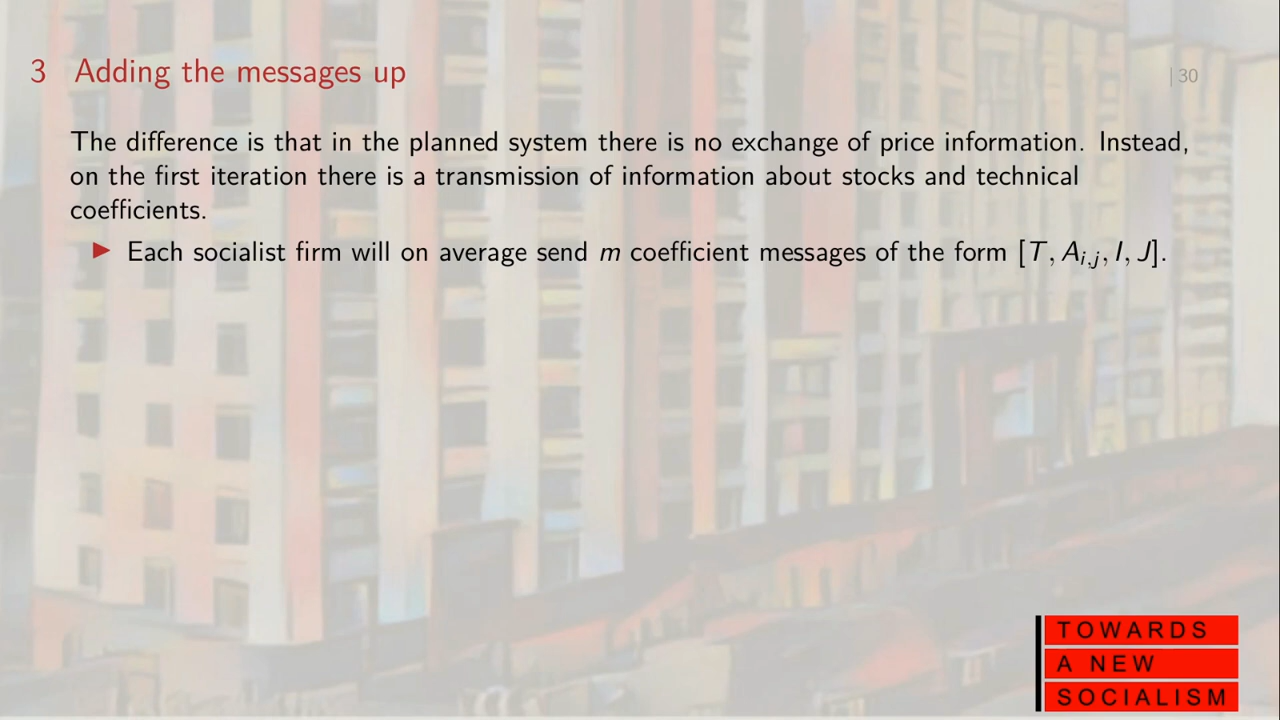 3 Adding the messages up
| 30
The difference is that in the planned system there is no exchange of price information. Instead,
on the first iteration there is a transmission of information about stocks and technical
coefficients.
▶ Each socialist firm will on average send m coefficient messages of the form [T, A_{i,j}, I, J].
TOWARDS
A NEW
SOCIALISM